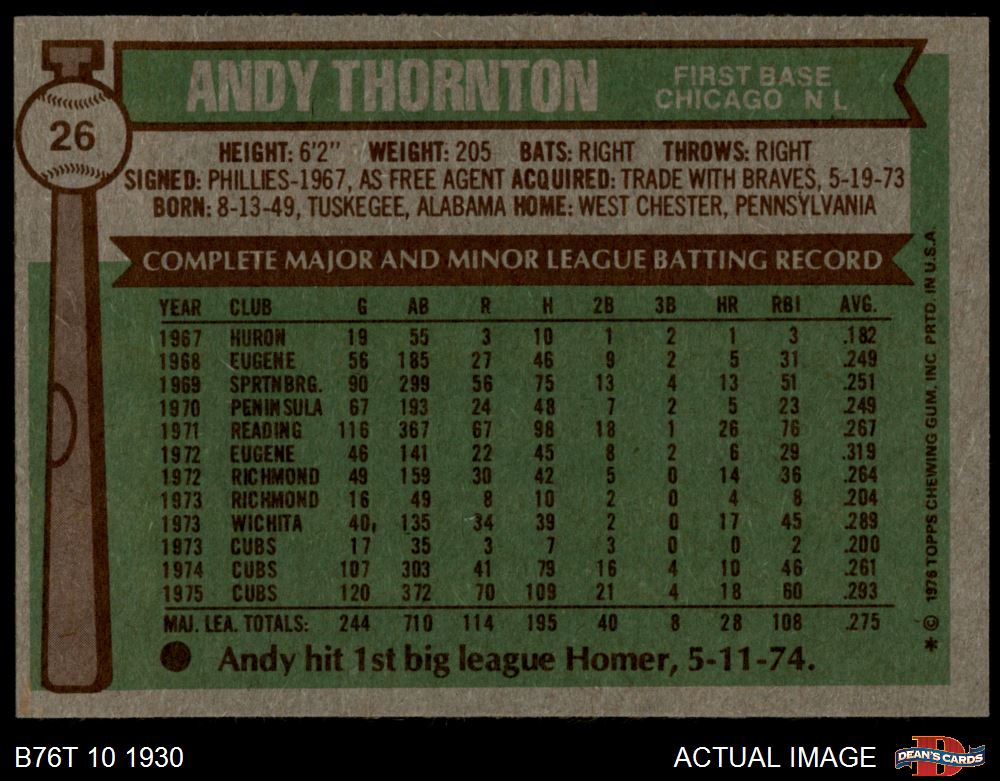 26
ANDY THORNTON
FIRST BASE
CHICAGO N L
HEIGHT: 6'2" WEIGHT: 205 BATS: RIGHT THROWS: RIGHT
SIGNED: PHILLIES-1967, AS FREE AGENT ACQUIRED: TRADE WITH BRAVES, 5-19-73
BORN: 8-13-49, TUSKEGEE, ALABAMA HOME: WEST CHESTER, PENNSYLVANIA
COMPLETE MAJOR AND MINOR LEAGUE BATTING RECORD
YEAR CLUB G AB R H 2B 3B HR RBI AVG.
1967 HURON 19 55 3 10 1 2 1 3 .182
1968 EUGENE 56 185 27 46 9 2 5 31 .249
1969 SPRTNBRG. 90 299 56 75 13 4 13 51 .251
1970 PENINSULA 67 193 24 48 7 2 5 23 .249
1971 READING 116 367 67 98 18 1 26 76 .267
1972 EUGENE 46 141 22 45 8 2 6 29 .319
1972 RICHMOND 49 159 30 42 5 0 14 36 .264
1973 RICHMOND 16 49 8 10 2 0 4 8 .204
1973 WICHITA 40 135 34 39 2 0 17 45 .289
1973 CUBS 17 35 3 7 3 0 0 2 .200
1974 CUBS 107 303 41 79 16 4 10 46 .261
1975 CUBS 120 372 70 109 21 4 18 60 .293
MAJ. LEA. TOTALS: 244 710 114 195 40 8 28 108 .275
Andy hit 1st big league Homer, 5-11-74.
* © 1976 TOPPS CHEWING GUM, INC PRTD. IN U.S.A.
B76T 10 1930
ACTUAL IMAGE
D
DEAN'S CARDS